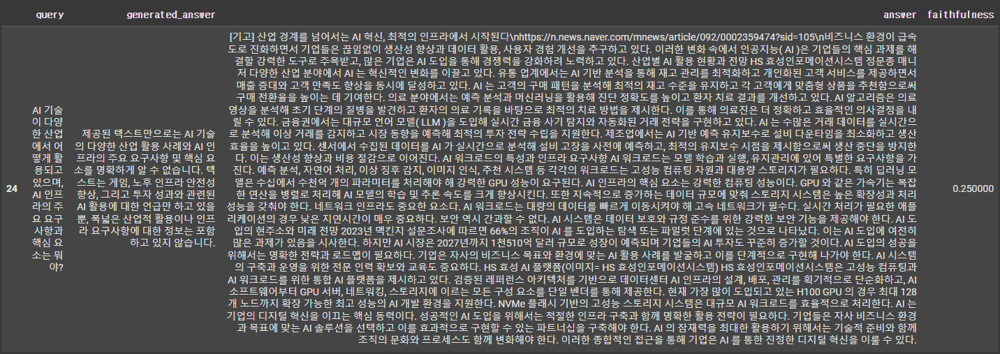 query generated_answer answer faithfulness
24
AI 기술
이 다양
한 산업
에서 어
떻게 활
용되고
있으며,
AI 인프
라의 주
요 요구
사항과
핵심 요
소는 뭐
야?
제공된 텍스트만으로는 AI 기술
의 다양한 산업 활용 사례와 AI 인
프라의 주요 요구사항 및 핵심 요
소를 명확하게 알 수 없습니다. 텍
스트는 게임, 노후 인프라 안전성
향상, 그리고 투자 성과와 관련된
AI 활용에 대한 언급만 하고 있을
뿐, 폭넓은 산업적 활용이나 인프
라 요구사항에 대한 정보는 포함
하고 있지 않습니다.
[기고] 산업 경계를 넘어서는 AI 혁신, 최적의 인프라에서 시작된다\nhttps://n.news.naver.com/mnews/article/092/0002359474?sid=105\n비즈니스 환경이 급속
도로 진화하면서 기업들은 끊임없이 생산성 향상과 데이터 활용, 사용자 경험 개선을 추구하고 있다. 이러한 변화 속에서 인공지능( AI )은 기업들의 핵심 과제를 해
결할 강력한 도구로 주목받고, 많은 기업은 AI 도입을 통해 경쟁력을 강화하려 노력하고 있다. 산업별 AI 활용 현황과 전망 HS 효성인포메이션시스템 정문종 매니
저 다양한 산업 분야에서 AI 는 혁신적인 변화를 이끌고 있다. 유통 업계에서는 AI 기반 분석을 통해 재고 관리를 최적화하고 개인화된 고객 서비스를 제공하면서
매출 증대와 고객 만족도 향상을 동시에 달성하고 있다. AI 는 고객의 구매 패턴을 분석해 최적의 재고 수준을 유지하고 각 고객에게 맞춤형 상품을 추천함으로써
구매 전환율을 높이는 데 기여한다. 의료 분야에서는 예측 분석과 머신러닝을 활용해 진단 정확도를 높이고 환자 치료 결과를 개선하고 있다. AI 알고리즘은 의료
영상을 분석해 초기 단계의 질병을 발견하고 환자의 의료 기록을 바탕으로 최적의 치료 방법을 제시한다. 이를 통해 의료진은 더 정확하고 효율적인 의사결정을 내
릴 수 있다. 금융권에서는 대규모 언어 모델( LLM )을 도입해 실시간 금융 사기 탐지와 자동화된 거래 전략을 구현하고 있다. AI 는 수많은 거래 데이터를 실시간으
로 분석해 이상 거래를 감지하고 시장 동향을 예측해 최적의 투자 전략 수립을 지원한다. 제조업에서는 AI 기반 예측 유지보수로 설비 다운타임을 최소화하고 생산
효율을 높이고 있다. 센서에서 수집된 데이터를 AI 가 실시간으로 분석해 설비 고장을 사전에 예측하고, 최적의 유지보수 시점을 제시함으로써 생산 중단을 방지한
다. 이는 생산성 향상과 비용 절감으로 이어진다. AI 워크로드의 특성과 인프라 요구사항 AI 워크로드는 모델 학습과 실행, 유지관리에 있어 특별한 요구사항을 가
진다. 예측 분석, 자연어 처리, 이상 징후 감지, 이미지 인식, 추천 시스템 등 각각의 워크로드는 고성능 컴퓨팅 자원과 대용량 스토리지가 필요하다. 특히 딥러닝 모
델은 수십에서 수천억 개의 파라미터를 처리해야 해 강력한 GPU 성능이 요구된다. AI 인프라의 핵심 요소는 강력한 컴퓨팅 성능이다. GPU 와 같은 가속기는 복잡
한 연산을 병렬로 처리해 AI 모델의 학습 및 추론 속도를 크게 향상시킨다. 또한 지속적으로 증가하는 데이터 규모에 맞춰 스토리지 시스템은 높은 확장성과 처리
성능을 갖춰야 한다. 네트워크 인프라도 중요한 요소다. AI 워크로드는 대량의 데이터를 빠르게 이동시켜야 해 고속 네트워크가 필수다. 실시간 처리가 필요한 애플
리케이션의 경우 낮은 지연시간이 매우 중요하다. 보안 역시 간과할 수 없다. AI 시스템은 데이터 보호와 규정 준수를 위한 강력한 보안 기능을 제공해야 한다. AI 도
입의 현주소와 미래 전망 2023년 맥킨지 설문조사에 따르면 66%의 조직이 AI 를 도입하는 탐색 또는 파일럿 단계에 있는 것으로 나타났다. 이는 AI 도입에 여전히
많은 과제가 있음을 시사한다. 하지만 AI 시장은 2027년까지 1천510억 달러 규모로 성장이 예측되며 기업들의 AI 투자도 꾸준히 증가할 것이다. AI 도입의 성공을
위해서는 명확한 전략과 로드맵이 필요하다. 기업은 자사의 비즈니스 목표와 환경에 맞는 AI 활용 사례를 발굴하고 이를 단계적으로 구현해 나가야 한다. AI 시스템
의 구축과 운영을 위한 전문 인력 확보와 교육도 중요하다. HS 효성 AI 플랫폼(이미지= HS 효성인포메이션시스템) HS 효성인포메이션시스템은 고성능 컴퓨팅과
AI 워크로드를 위한 통합 AI 플랫폼을 제시하고 있다. 검증된 레퍼런스 아키텍처를 기반으로 데이터센터 AI 인프라의 설계, 배포, 관리를 획기적으로 단순화하고, AI
소프트웨어부터 GPU 서버, 네트워킹, 스토리지에 이르는 모든 구성 요소를 단일 벤더를 통해 제공한다. 현재 가장 많이 도입되고 있는 H100 GPU 의 경우 최대 128
개 노드까지 확장 가능한 최고 성능의 AI 개발 환경을 지원한다. NVMe 플래시 기반의 고성능 스토리지 시스템은 대규모 AI 워크로드를 효율적으로 처리한다. AI 는
기업의 디지털 혁신을 이끄는 핵심 동력이다. 성공적인 AI 도입을 위해서는 적절한 인프라 구축과 함께 명확한 활용 전략이 필요하다. 기업들은 자사 비즈니스 환경
과 목표에 맞는 AI 솔루션을 선택하고 이를 효과적으로 구현할 수 있는 파트너십을 구축해야 한다. AI 의 잠재력을 최대한 활용하기 위해서는 기술적 준비와 함께
조직의 문화와 프로세스도 함께 변화해야 한다. 이러한 종합적인 접근을 통해 기업은 AI 를 통한 진정한 디지털 혁신을 이룰 수 있다.
0.250000